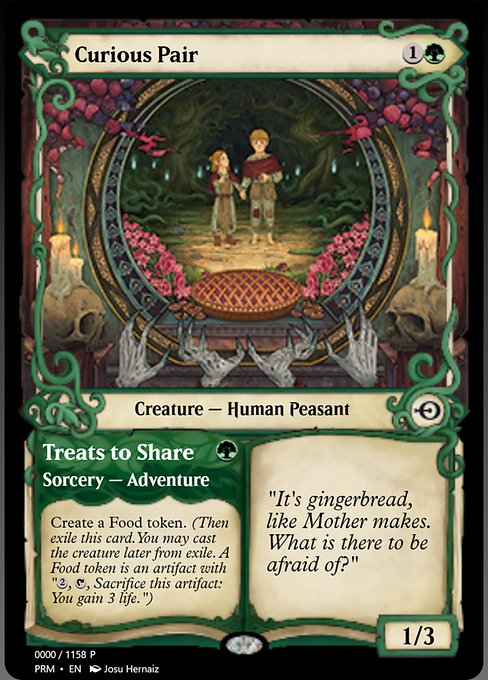 Curious Pair 1
Creature — Human Peasant
Treats to Share
Sorcery — Adventure
Create a Food token. (Then
exile this card. You may cast
the creature later from exile. A
Food token is an artifact with
"2, , Sacrifice this artifact:
You gain 3 life.")
"It's gingerbread,
like Mother makes.
What is there to be
afraid of?"
1/3
0000 / 1158 P
PRM • EN Josu Hernaiz